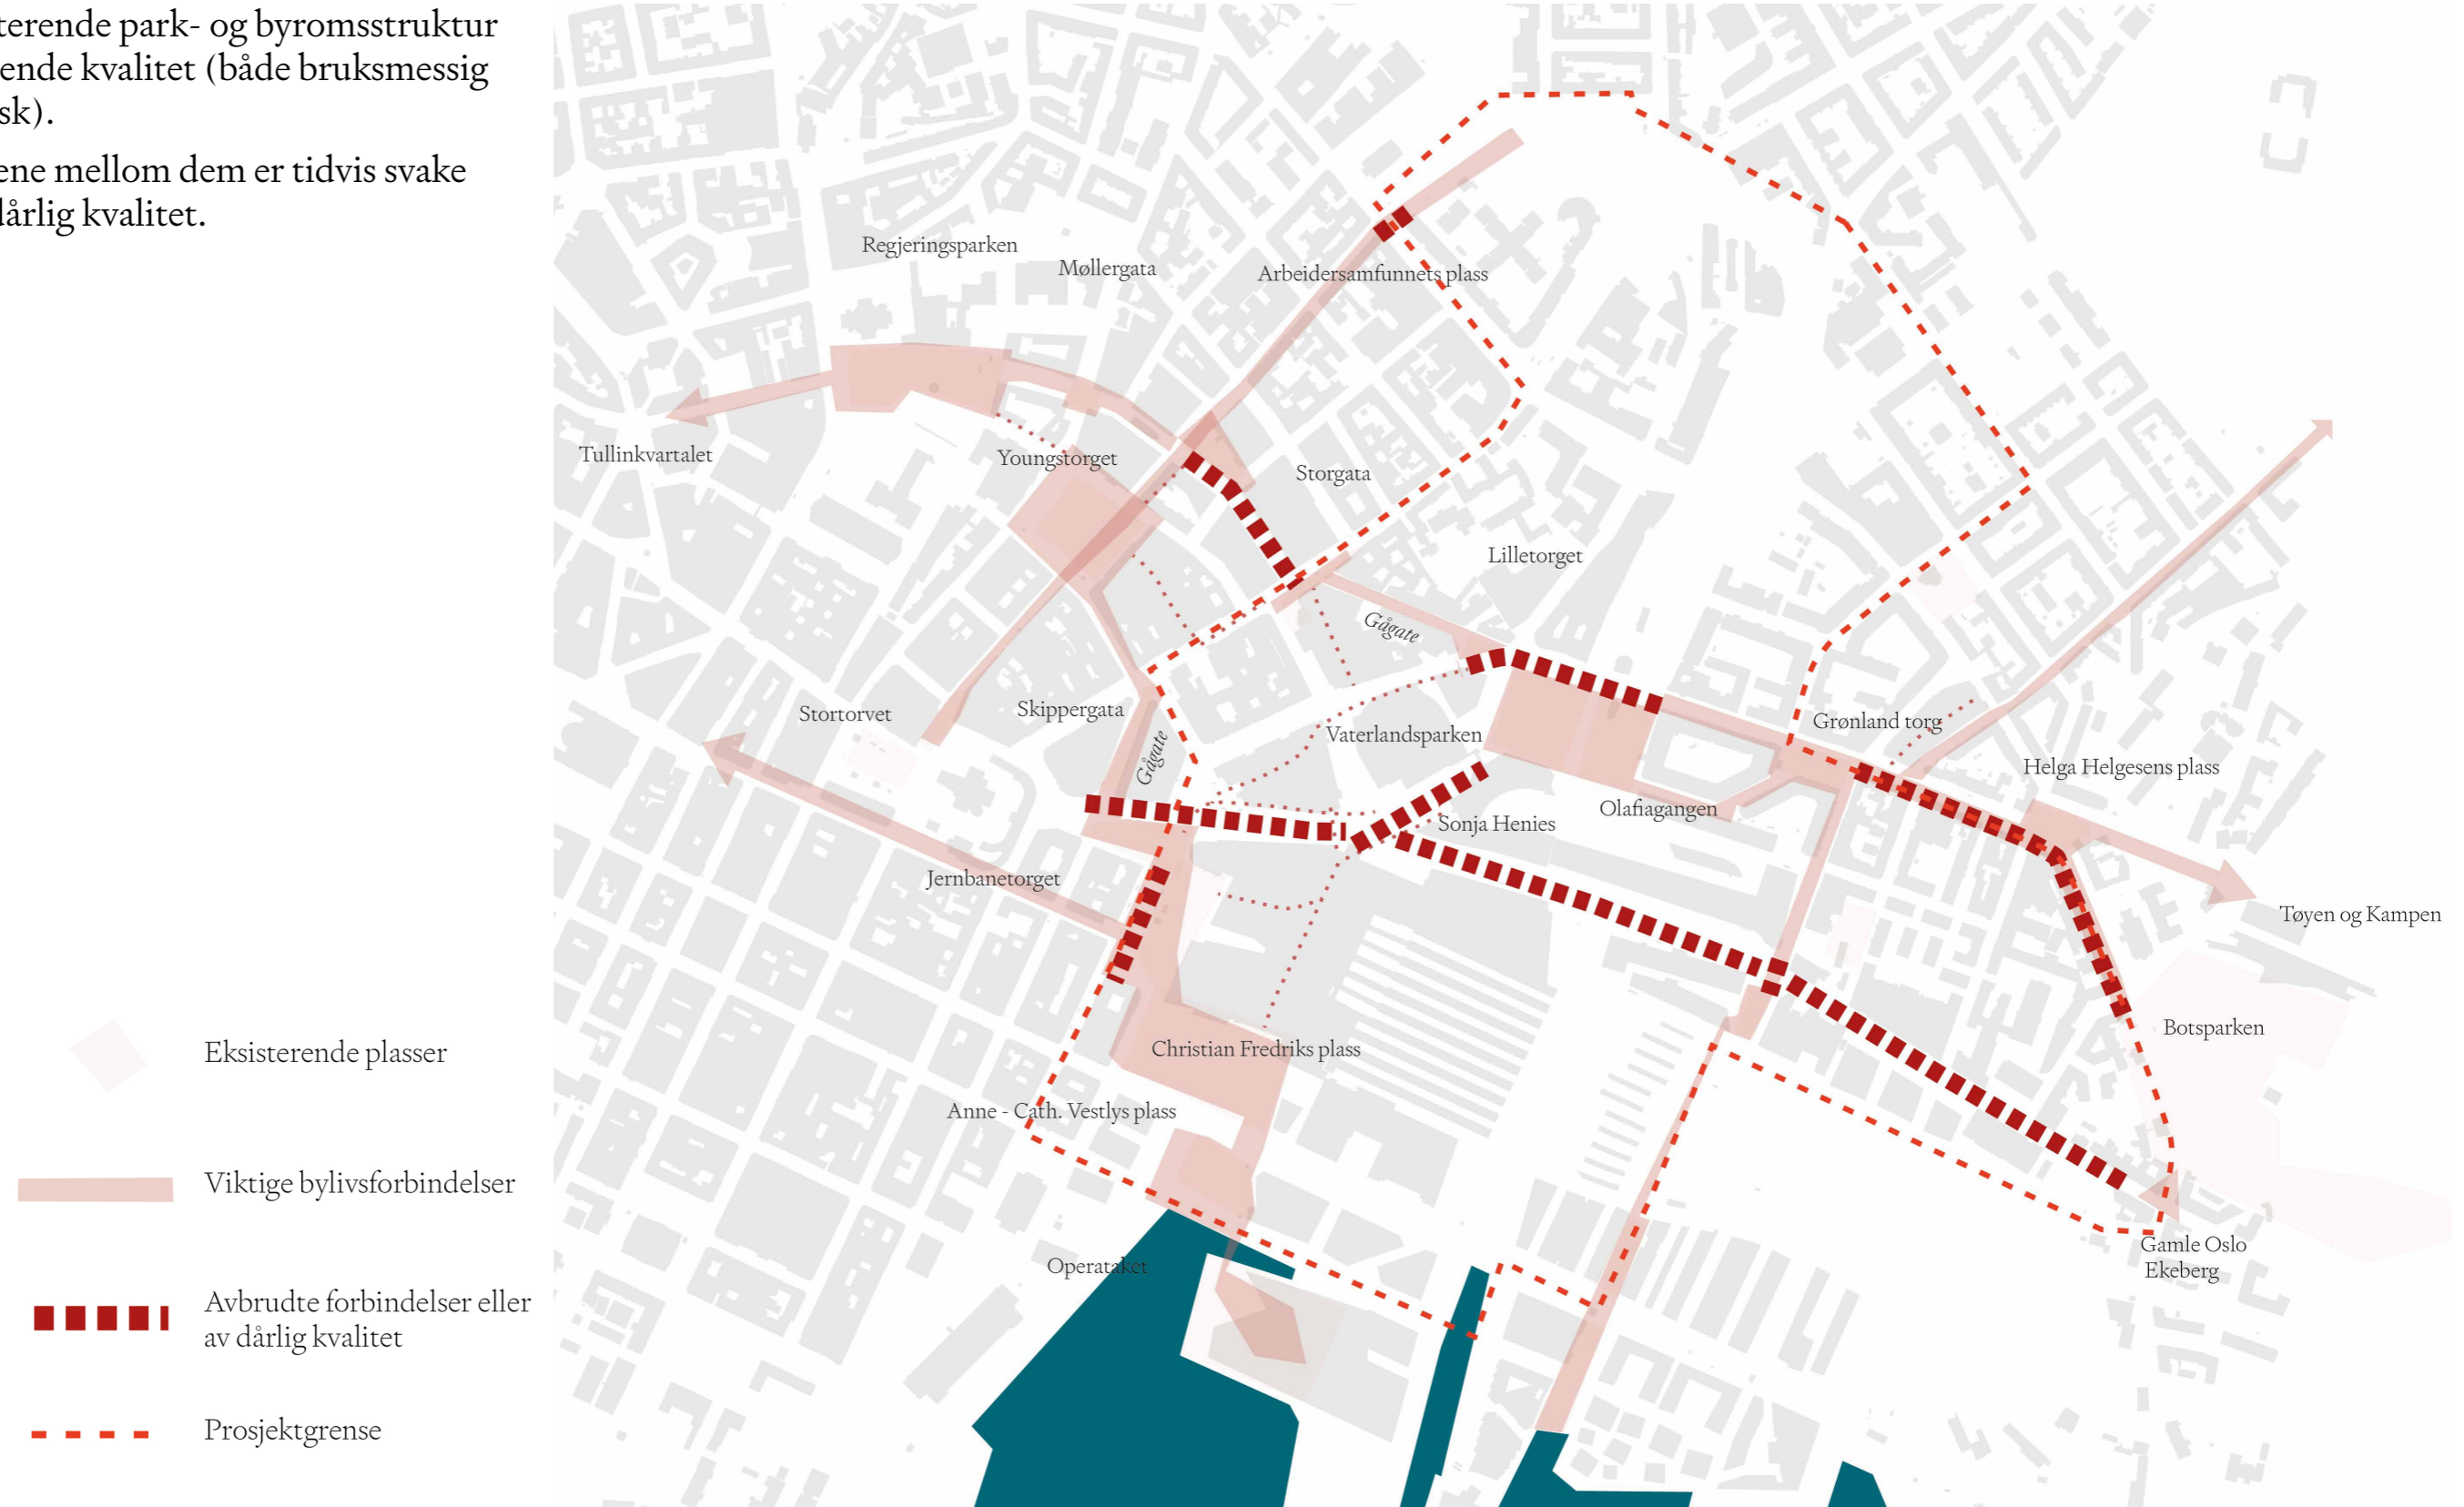 terende park- og byromsstruktur
ende kvalitet (både bruksmessig
sk).
ene mellom dem er tidvis svake
dårlig kvalitet.
Regjeringsparken
Møllergata
Arbeidersamfunnets plass
Tullinkvartalet
Youngstorget
Storgata
Lilletorget
Gågate
Stortorvet
Skippergata
Gågate
Vaterlandsparken
Grønland torg
Helga Helgesens plass
Olafiagangen
Sonja Henies
Jernbanetorget
Tøyen og Kampen
Botsparken
Christian Fredriks plass
Anne - Cath. Vestlys plass
Operataket
Gamle Oslo
Ekeberg
Eksisterende plasser
Viktige bylivsforbindelser
Avbrudte forbindelser eller
av dårlig kvalitet
Prosjektgrense